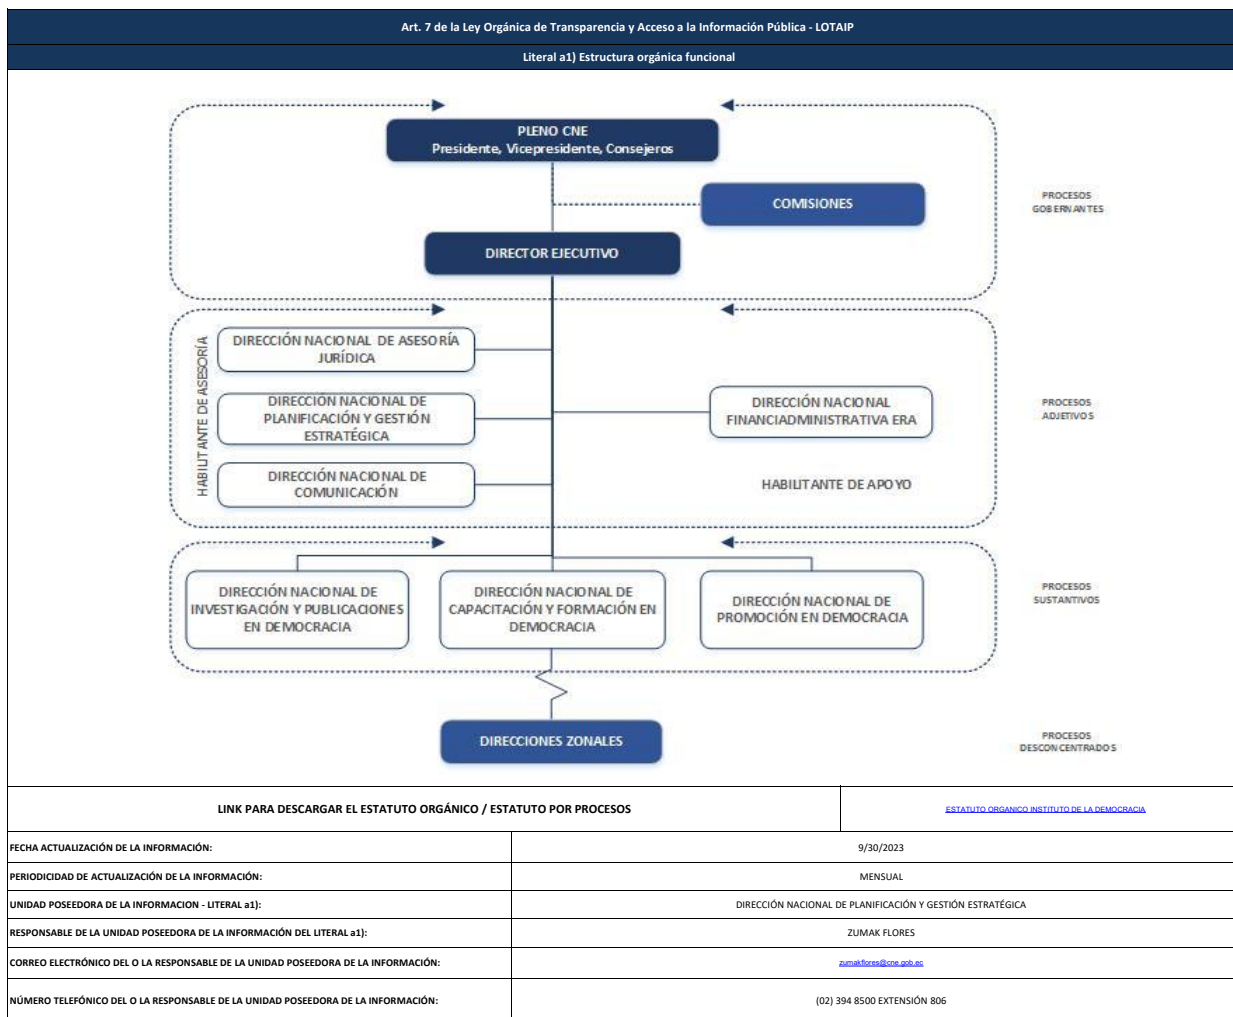 Art. 7 de la Ley Orgánica de Transparencia y Acceso a la Información Pública - LOTAIP
Literal a1) Estructura orgánica funcional
PLENO CNE
Presidente, Vicepresidente, Consejeros
COMISIONES
PROCESOS
GOBERNANTES
DIRECTOR EJECUTIVO
HABILITANTE DE ASESORÍA
DIRECCIÓN NACIONAL DE ASESORÍA
JURÍDICA
DIRECCIÓN NACIONAL DE
PLANIFICACIÓN Y GESTIÓN
ESTRATÉGICA
DIRECCIÓN NACIONAL DE
COMUNICACIÓN
DIRECCIÓN NACIONAL
FINANCIADMINISTRATIVA ERA
HABILITANTE DE APOYO
PROCESOS
ADJETIVOS
DIRECCIÓN NACIONAL DE
INVESTIGACIÓN Y PUBLICACIONES
EN DEMOCRACIA
DIRECCIÓN NACIONAL DE
CAPACITACIÓN Y FORMACIÓN EN
DEMOCRACIA
DIRECCIÓN NACIONAL DE
PROMOCIÓN EN DEMOCRACIA
PROCESOS
SUSTANTIVOS
DIRECCIONES ZONALES
PROCESOS
DESCONCENTRADOS
LINK PARA DESCARGAR EL ESTATUTO ORGÁNICO / ESTATUTO POR PROCESOS
ESTATUTO ORGANICO INSTITUTO DE LA DEMOCRACIA
FECHA ACTUALIZACIÓN DE LA INFORMACIÓN:
9/30/2023
PERIODICIDAD DE ACTUALIZACIÓN DE LA INFORMACIÓN:
MENSUAL
UNIDAD POSEEDORA DE LA INFORMACION - LITERAL a1):
DIRECCIÓN NACIONAL DE PLANIFICACIÓN Y GESTIÓN ESTRATÉGICA
RESPONSABLE DE LA UNIDAD POSEEDORA DE LA INFORMACIÓN DEL LITERAL a1):
ZUMAK FLORES
CORREO ELECTRÓNICO DEL O LA RESPONSABLE DE LA UNIDAD POSEEDORA DE LA INFORMACIÓN:
zumakflores@cne.gob.ec
NÚMERO TELEFÓNICO DEL O LA RESPONSABLE DE LA UNIDAD POSEEDORA DE LA INFORMACIÓN:
(02) 394 8500 EXTENSIÓN 806